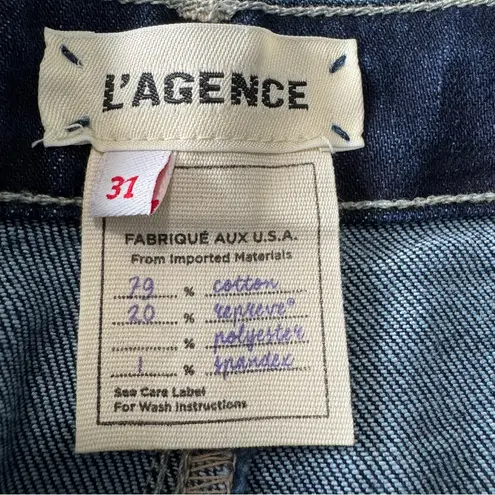 L'AGENCE
31
FABRIQUÉ AUX U.S.A.
From Imported Materials
79 % cotton
20 % repreve®
% polyester
1 % spandex
See Care Label
For Wash Instructions